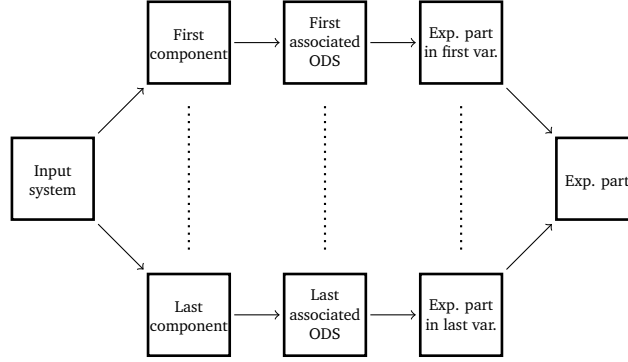 First
component
First
associated
ODS
Exp. part
in first var.
Input
system
Exp. part
Last
component
Last
associated
ODS
Exp. part
in last var.